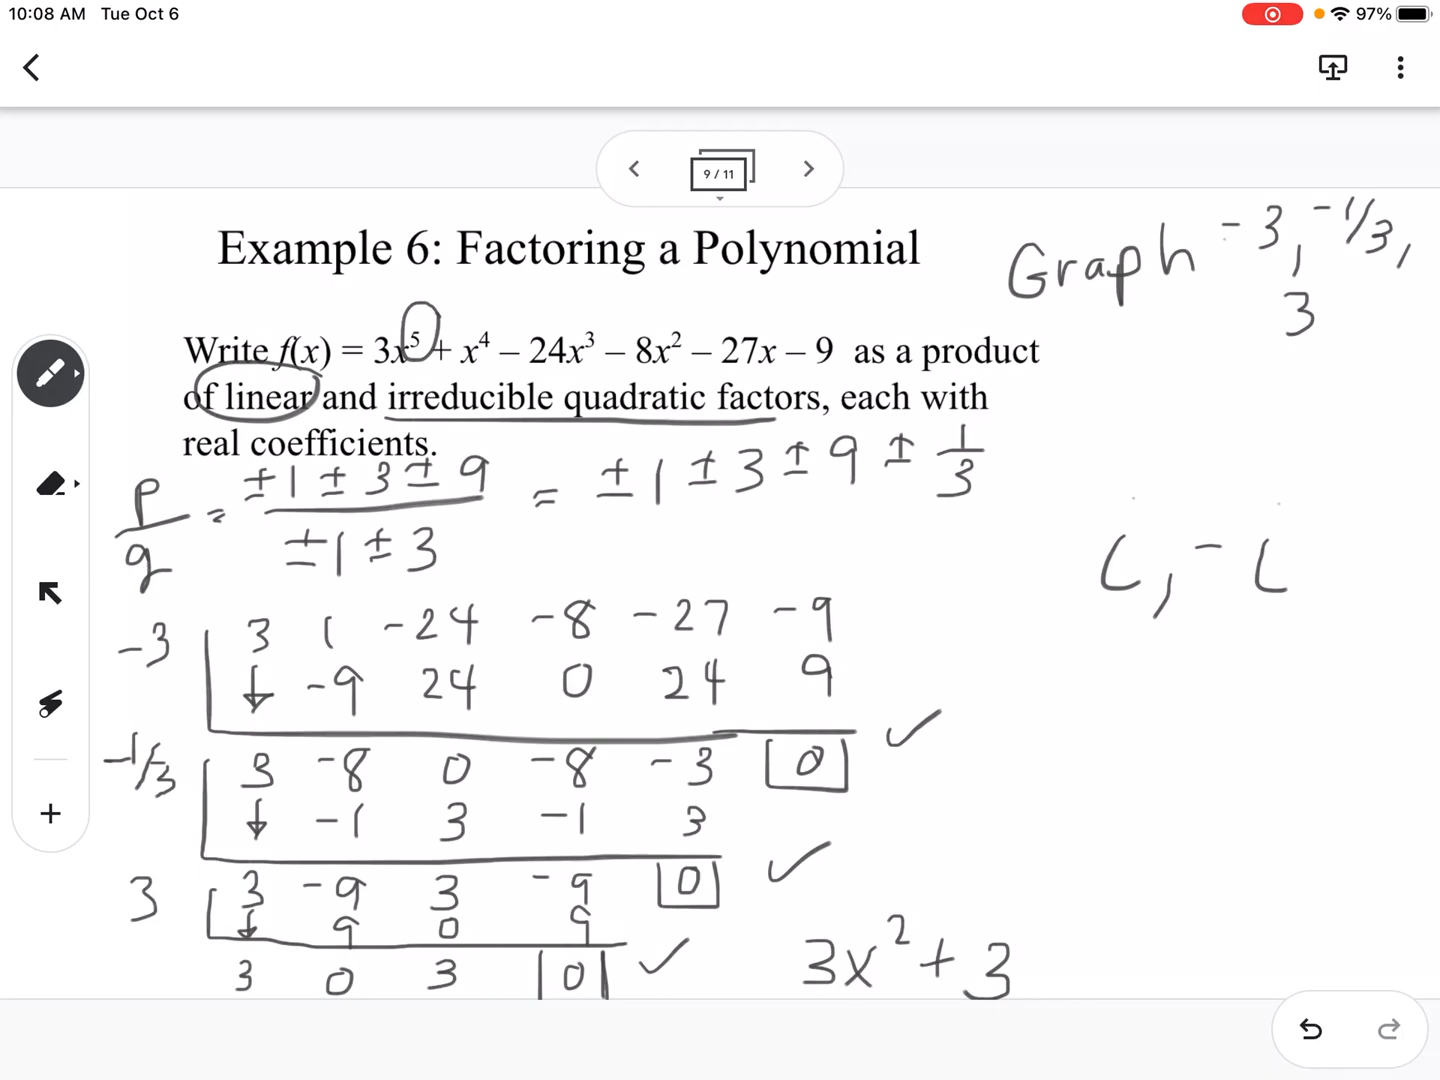 10:08 AM Tue Oct 6
97%
9 / 11
Example 6: Factoring a Polynomial
Graph -3, -1/3,
3
Write f(x) = 3x⁵ + x⁴ – 24x³ – 8x² – 27x – 9 as a product
of linear and irreducible quadratic factors, each with
real coefficients.
p/q = ±1 ±3 ±9 / ±1 ±3 = ±1 ±3 ±9 ± 1/3
i, -i
-3 3 1 -24 -8 -27 -9
↓ -9 24 0 24 9
-1/3 3 -8 0 -8 -3 0 ✓
↓ -1 3 -1 3
3 3 -9 3 -9 0 ✓
↓ 9 0 9
3 0 3 0 ✓
3x² + 3